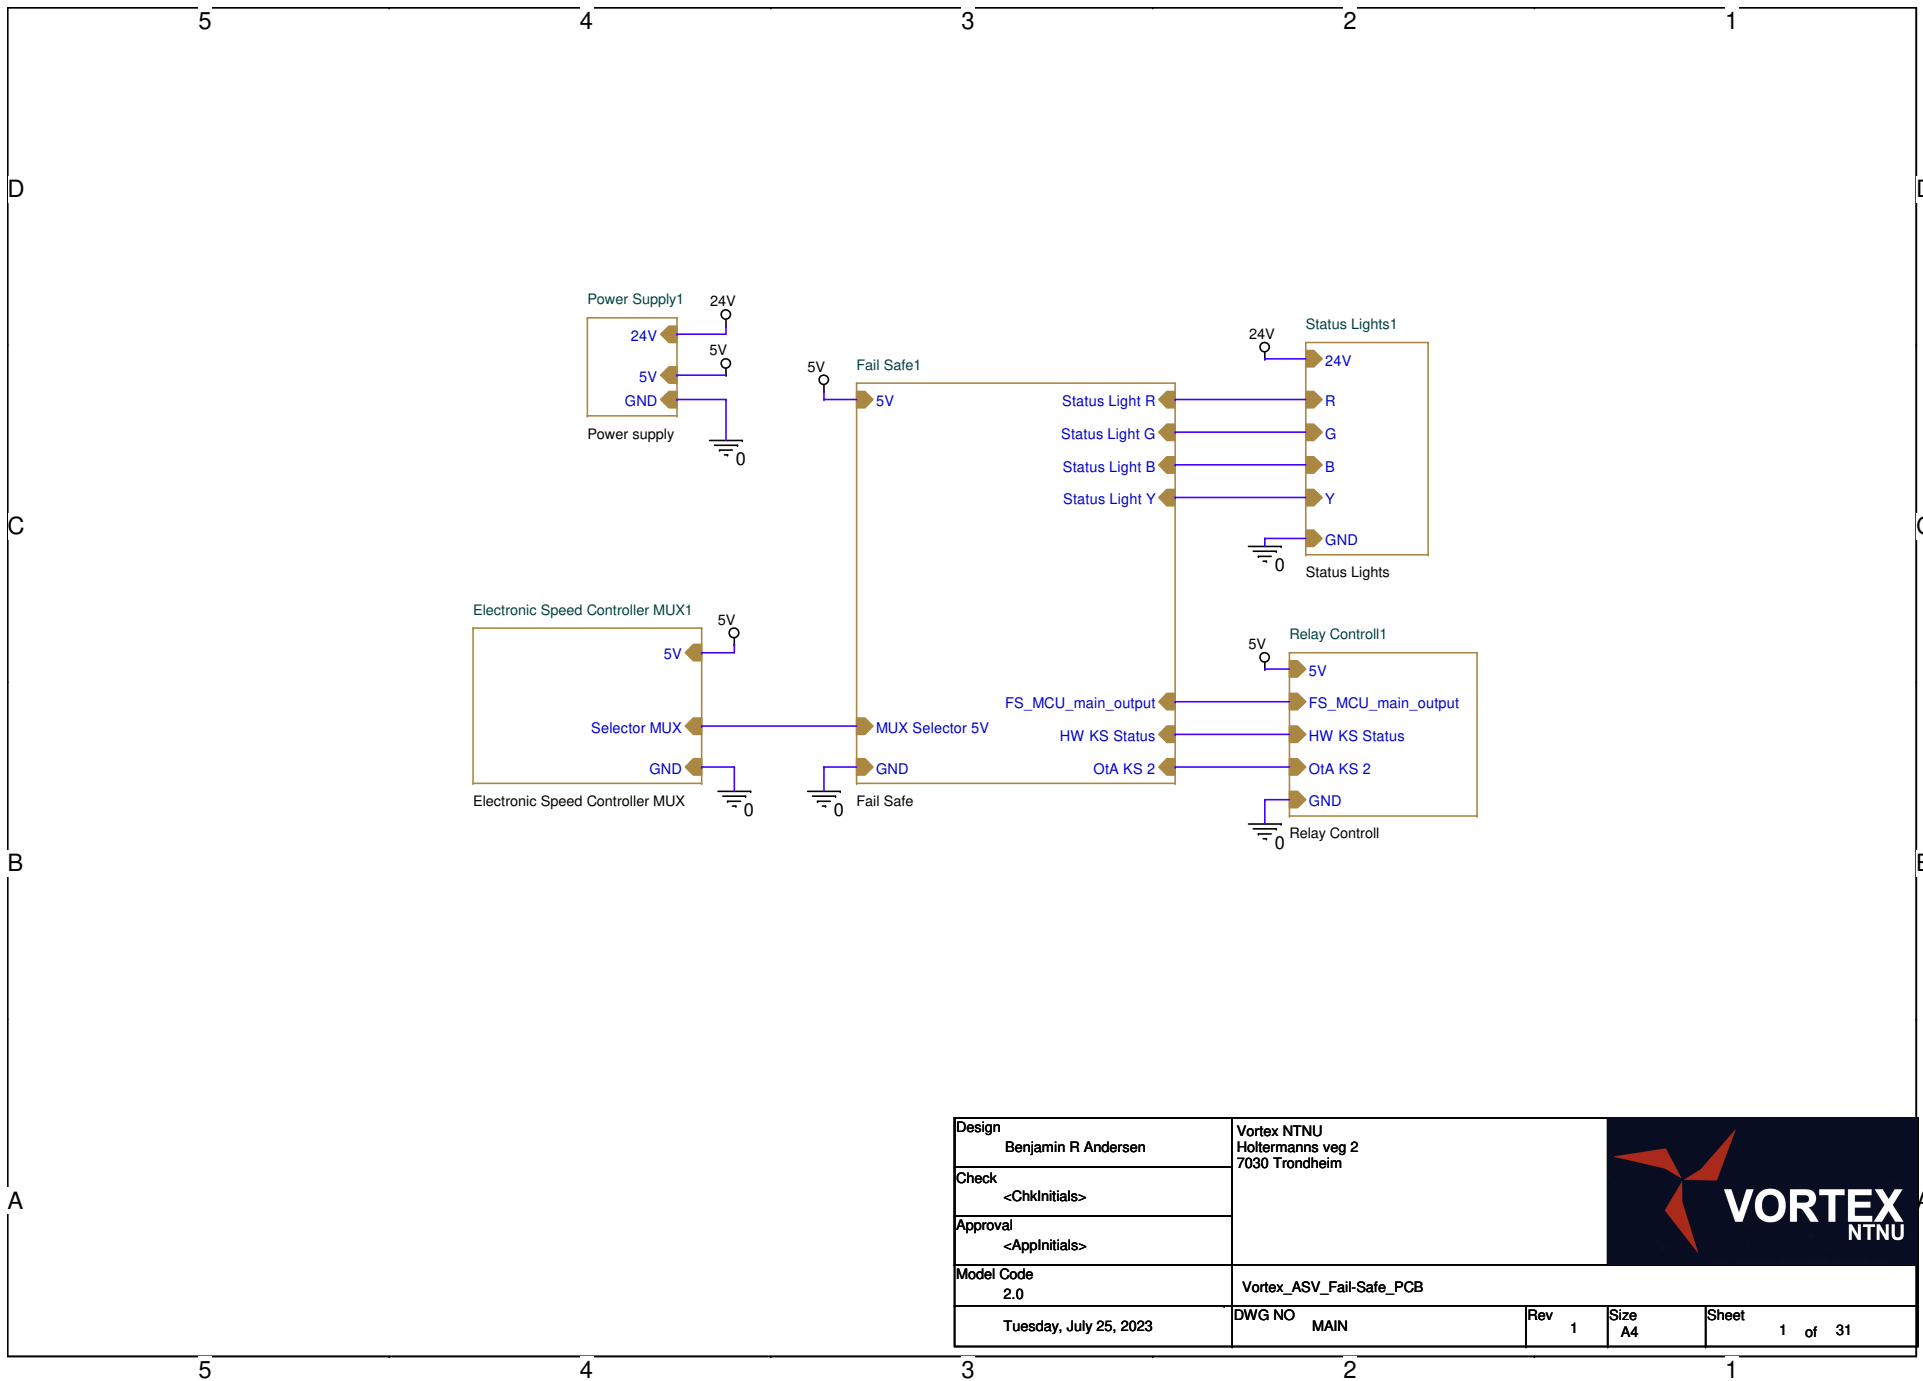 5 4 3 2 1
D
Power Supply1
24V
24V
5V
5V
GND
0
Power supply
Fail Safe1
5V
5V
Status Light R
Status Light G
Status Light B
Status Light Y
FS_MCU_main_output
HW KS Status
OtA KS 2
MUX Selector 5V
GND
0
Fail Safe
Status Lights1
24V
24V
R
G
B
Y
GND
0
Status Lights
C
Electronic Speed Controller MUX1
5V
5V
Selector MUX
GND
0
Electronic Speed Controller MUX
Relay Controll1
5V
5V
FS_MCU_main_output
HW KS Status
OtA KS 2
GND
0
Relay Controll
B
A
Design
Benjamin R Andersen
Check
<ChkInitials>
Approval
<AppInitials>
Model Code
2.0
Tuesday, July 25, 2023
Vortex NTNU
Holtermanns veg 2
7030 Trondheim
VORTEX
NTNU
Vortex_ASV_Fail-Safe_PCB
DWG NO
MAIN
Rev
1
Size
A4
Sheet
1 of 31
5 4 3 2 1